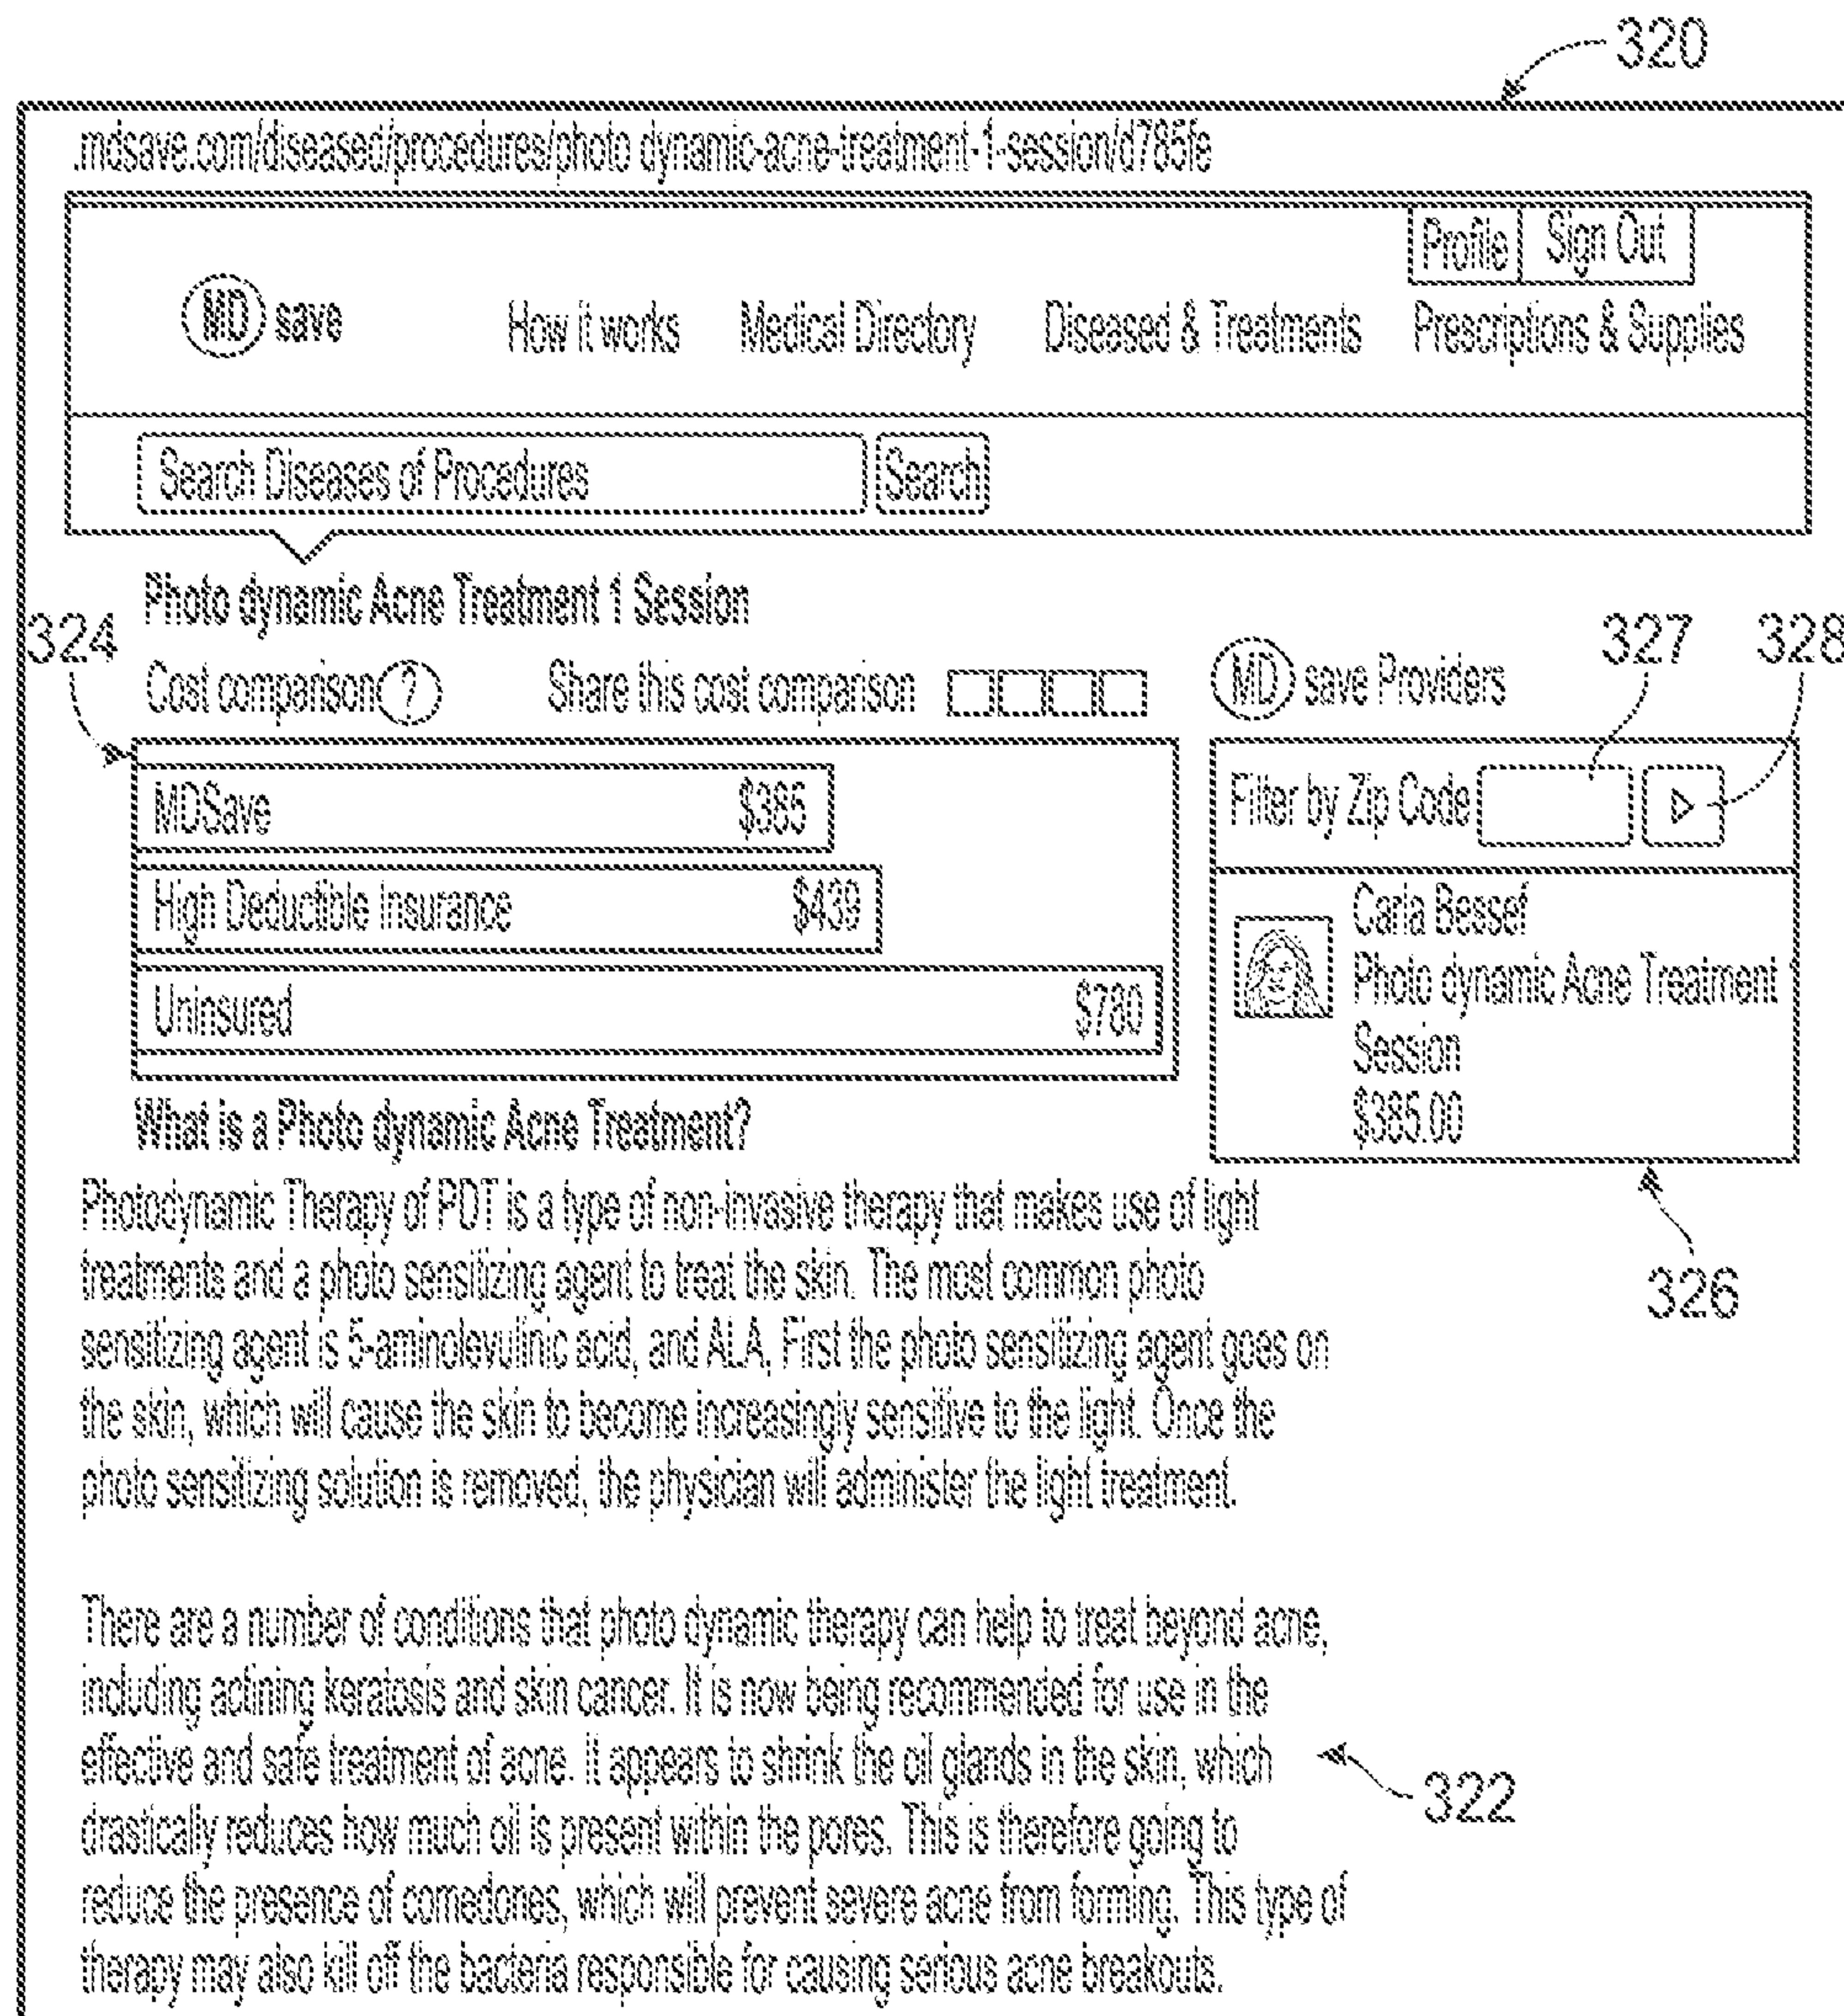 320
.mdsave.com/diseased/procedures/photo dynamic-acne-treatment-1-session/d785fe
Profile Sign Out
MD save How it works Medical Directory Diseased & Treatments Prescriptions & Supplies
Search Diseases of Procedures Search
Photo dynamic Acne Treatment 1 Session
324
Cost comparison ? Share this cost comparison
MD save Providers
327 328
MDSave $385
High Deductible Insurance $439
Uninsured $780
Filter by Zip Code
Carla Bessef
Photo dynamic Acne Treatment
Session
$385.00
326
What is a Photo dynamic Acne Treatment?
Photodynamic Therapy of PDT is a type of non-invasive therapy that makes use of light
treatments and a photo sensitizing agent to treat the skin. The most common photo
sensitizing agent is 5-aminolevulinic acid, and ALA, First the photo sensitizing agent goes on
the skin, which will cause the skin to become increasingly sensitive to the light. Once the
photo sensitizing solution is removed, the physician will administer the light treatment.
There are a number of conditions that photo dynamic therapy can help to treat beyond acne,
including actining keratosis and skin cancer. It is now being recommended for use in the
effective and safe treatment of acne. It appears to shrink the oil glands in the skin, which
drastically reduces how much oil is present within the pores. This is therefore going to
reduce the presence of comedones, which will prevent severe acne from forming. This type of
therapy may also kill off the bacteria responsible for causing serious acne breakouts.
322